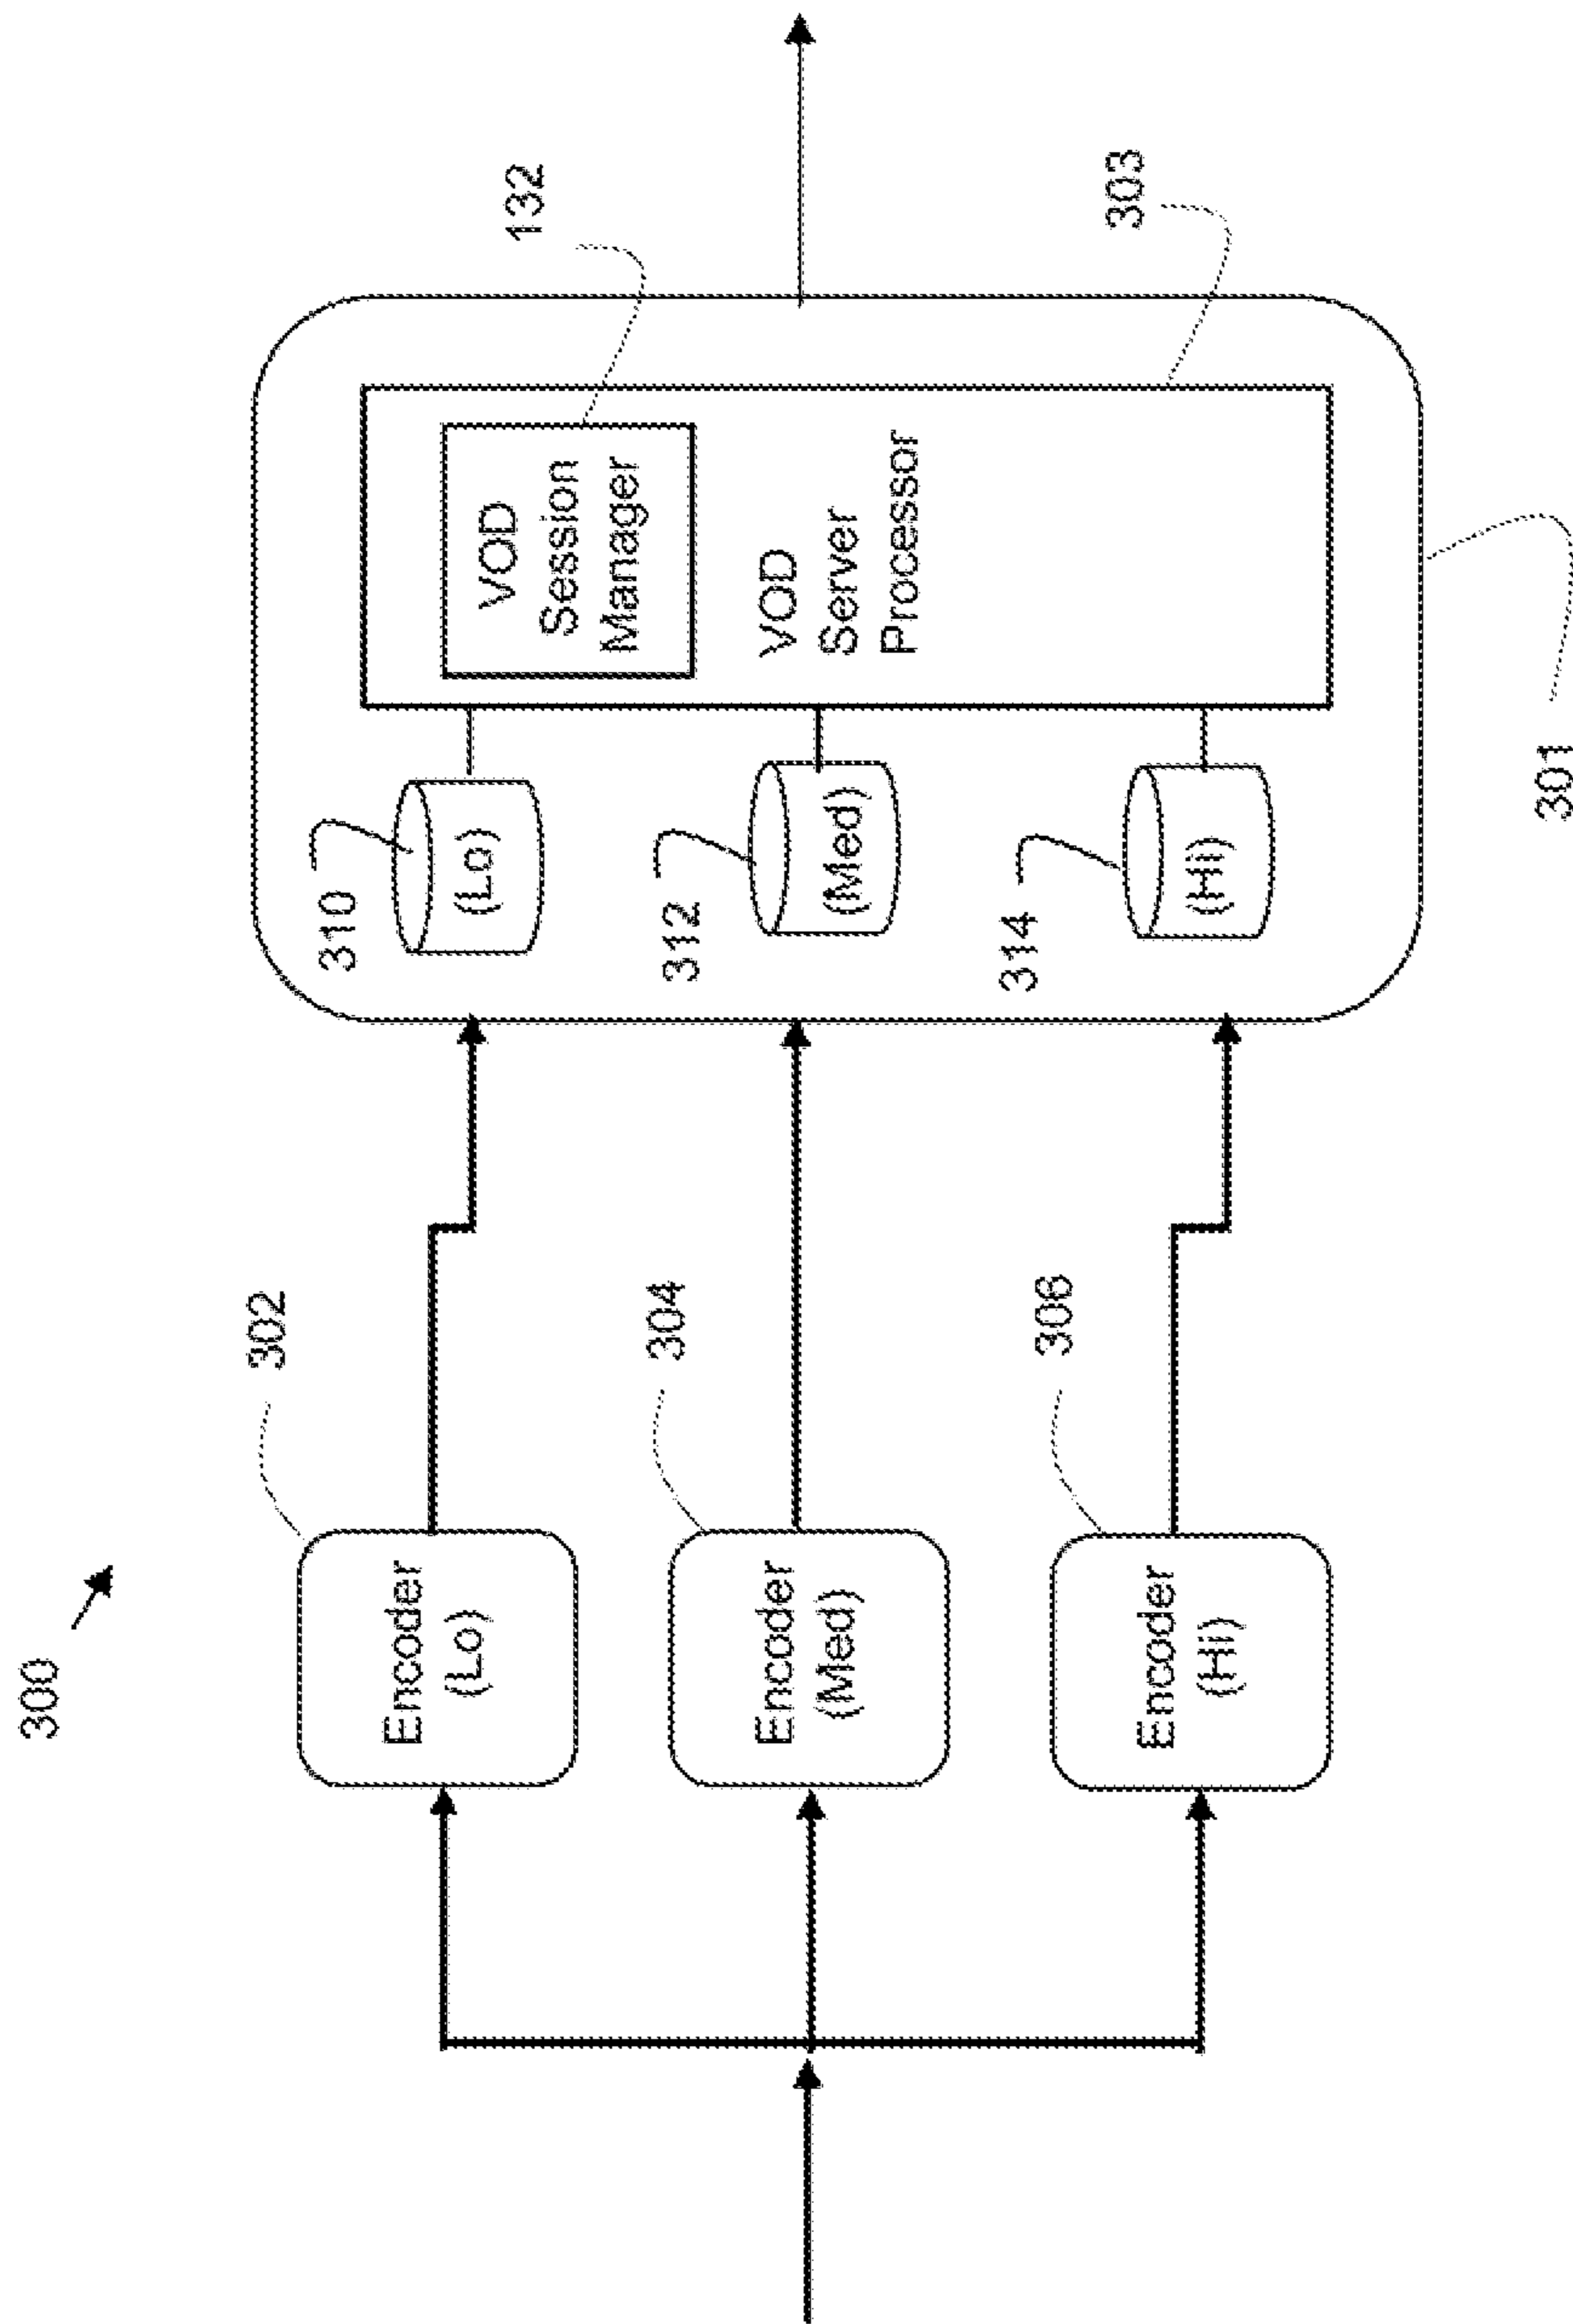 300
302
Encoder
(Lo)
304
Encoder
(Med)
306
Encoder
(Hi)
310
(Lo)
312
(Med)
314
(Hi)
132
VOD
Session
Manager
VOD
Server
Processor
303
301